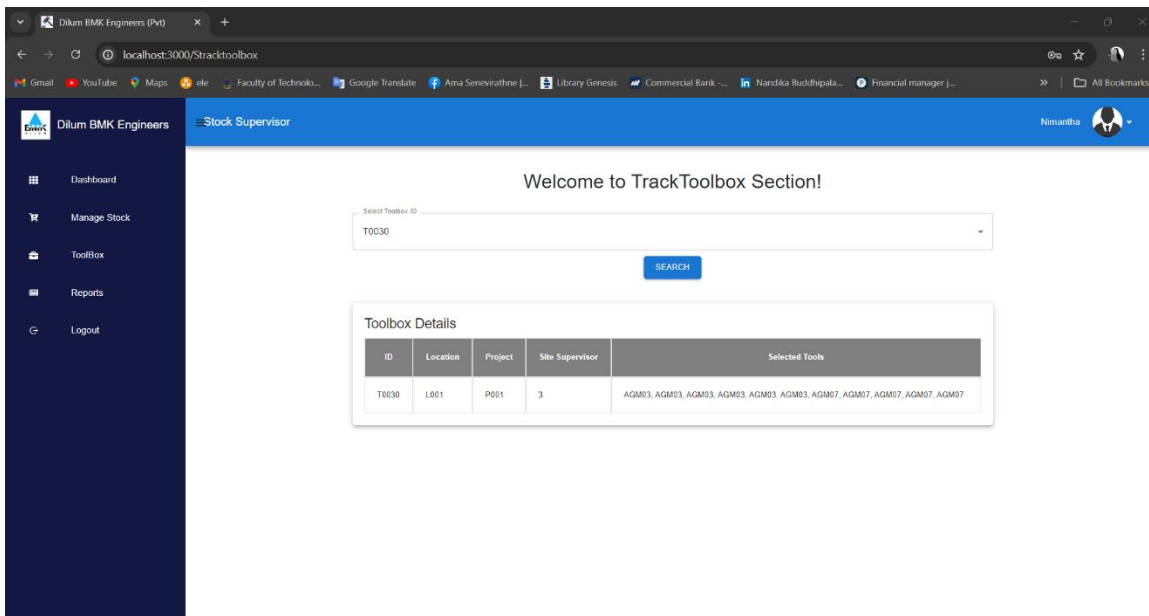 Dilum BMK Engineers (Pvt)
localhost:3000/Stracktoolbox
Gmail YouTube Maps ele Faculty of Technolo... Google Translate Ama Senevirathne |... Library Genesis Commercial Bank -... Nandika Buddhipala... Financial manager j... » All Bookmarks
BMK Dilum BMK Engineers Stock Supervisor Nimantha
Dashboard
Manage Stock
ToolBox
Reports
Logout
Welcome to TrackToolbox Section!
Select Toolbox ID
T0030
SEARCH
Toolbox Details
ID Location Project Site Supervisor Selected Tools
T0030 L001 P001 3 AGM03, AGM03, AGM03, AGM03, AGM03, AGM03, AGM07, AGM07, AGM07, AGM07, AGM07